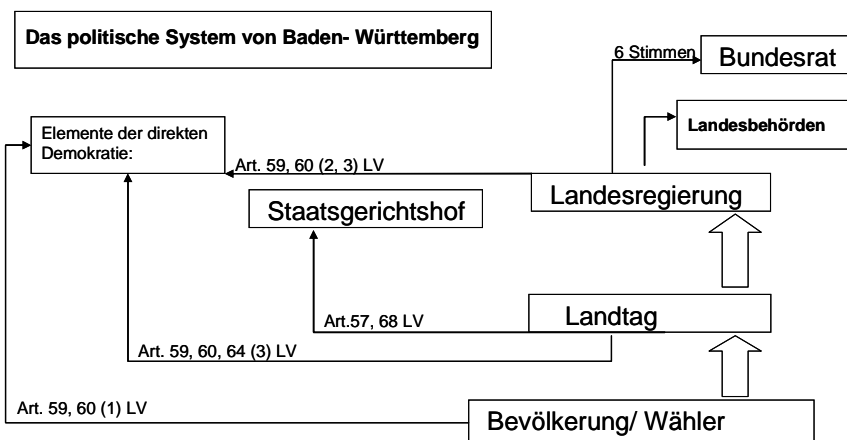 Das politische System von Baden- Württemberg
6 Stimmen
Bundesrat
Landesbehörden
Elemente der direkten
Demokratie:
Art. 59, 60 (2, 3) LV
Landesregierung
Staatsgerichtshof
Landtag
Art.57, 68 LV
Art. 59, 60, 64 (3) LV
Art. 59, 60 (1) LV
Bevölkerung/ Wähler